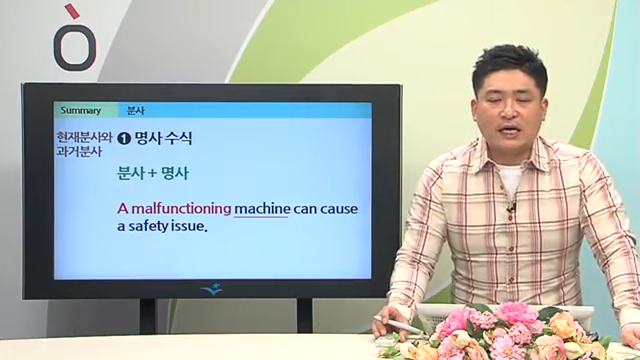 Summary 분사
현재분사와 ❶ 명사 수식
과거분사
분사 + 명사
A malfunctioning machine can cause
a safety issue.